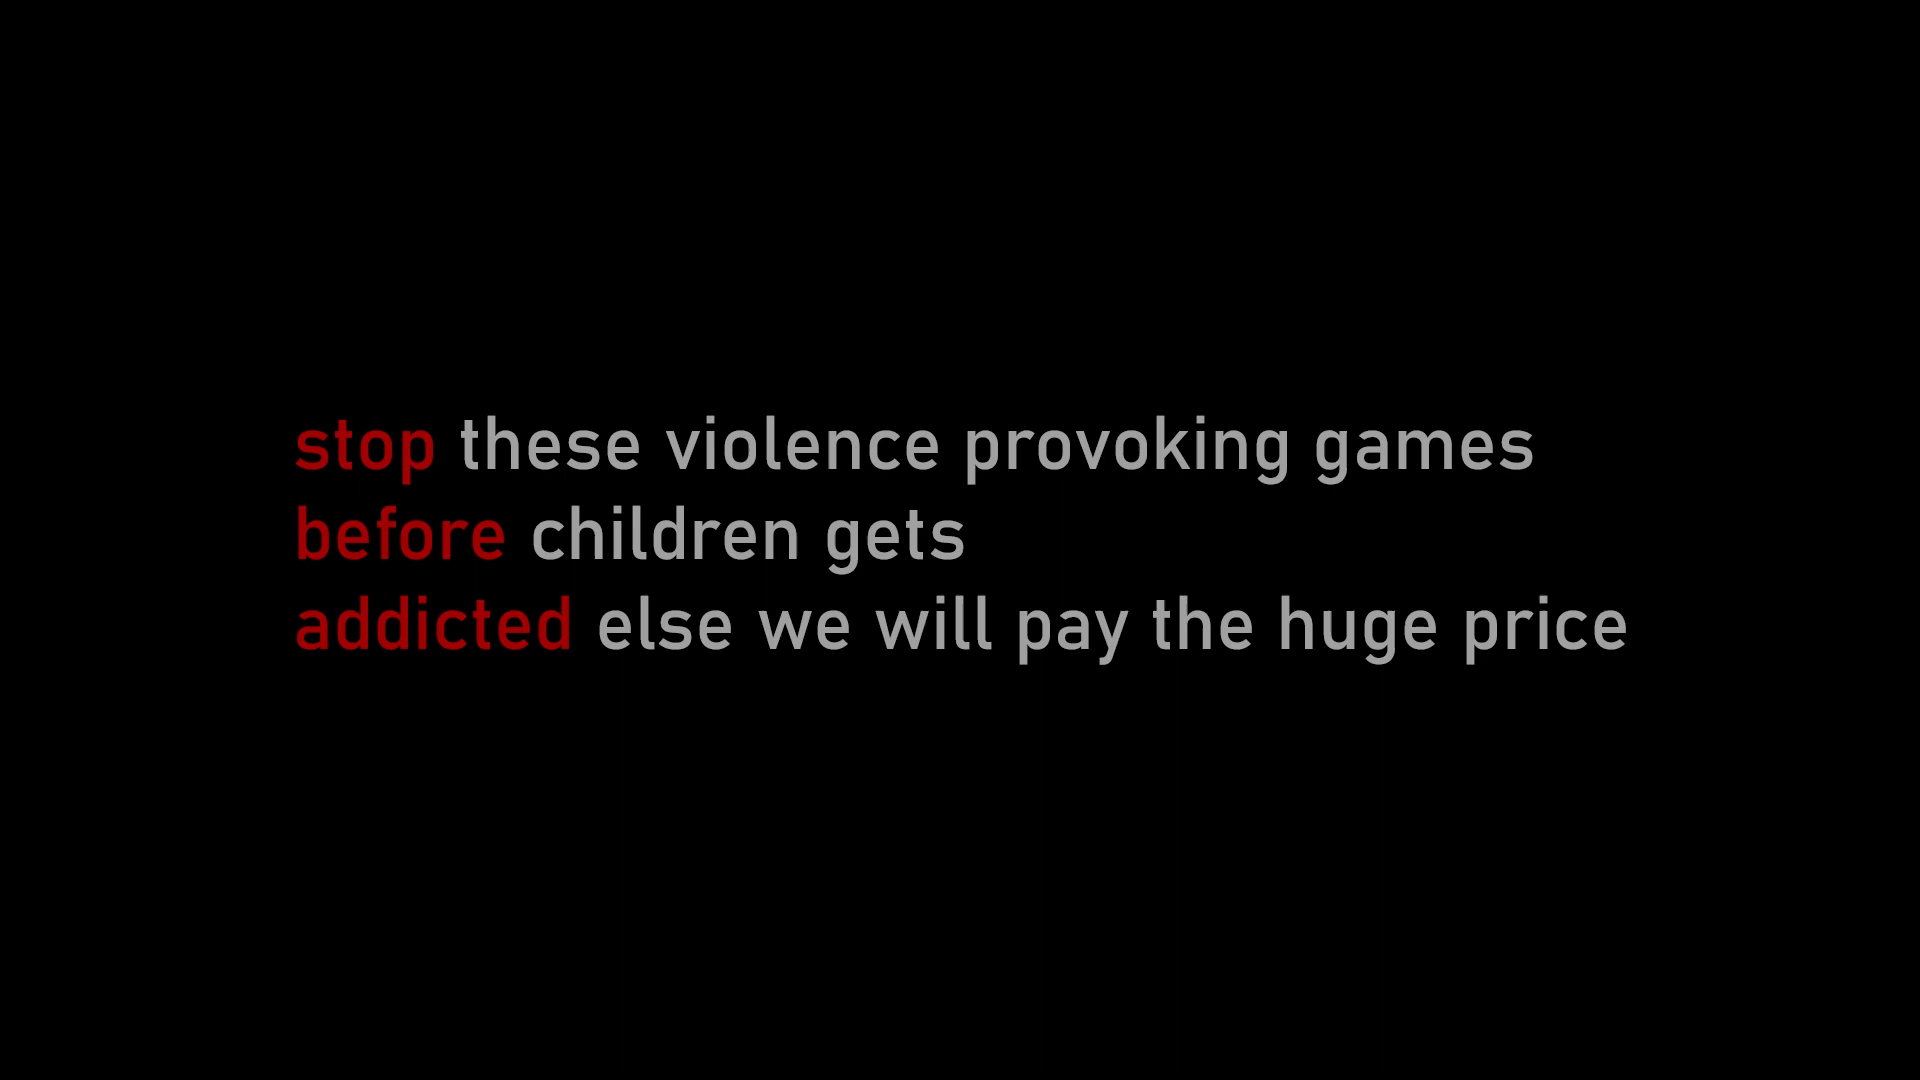 stop these violence provoking games
before children gets
addicted else we will pay the huge price